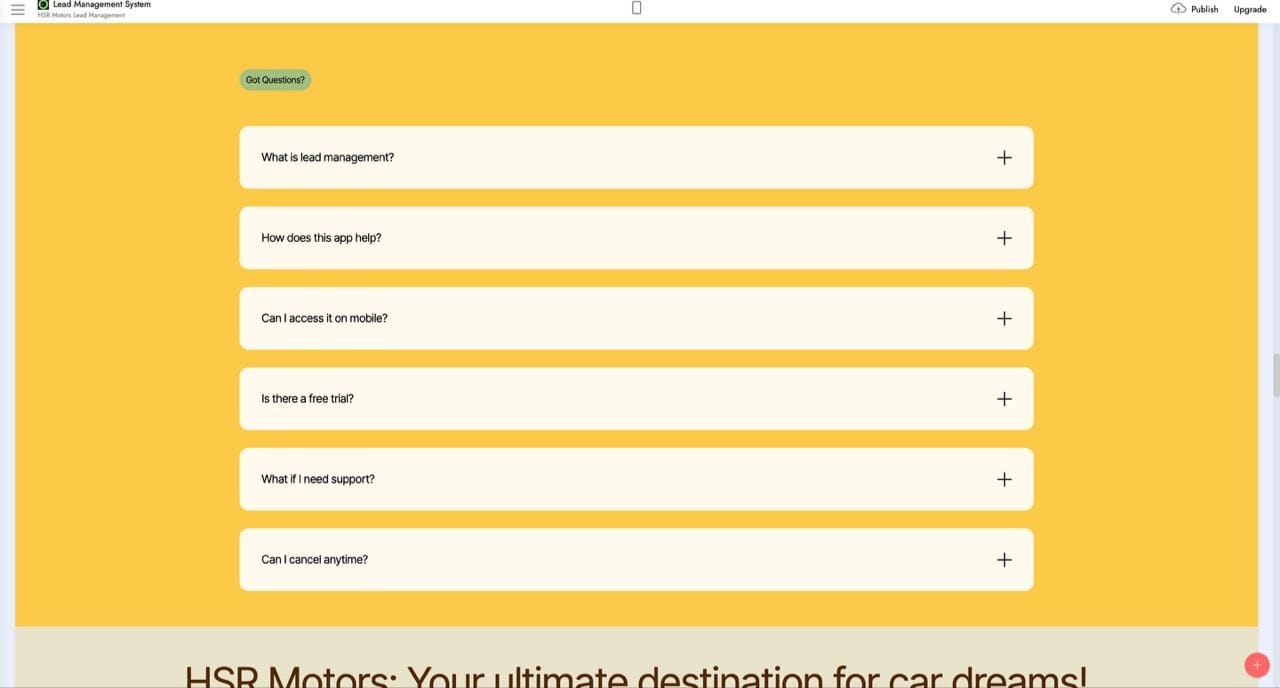 Lead Management System
HSR Motors Lead Management
Publish
Upgrade
Got Questions?
What is lead management?
How does this app help?
Can I access it on mobile?
Is there a free trial?
What if I need support?
Can I cancel anytime?
HSR Motors: Your ultimate destination for car dreams!